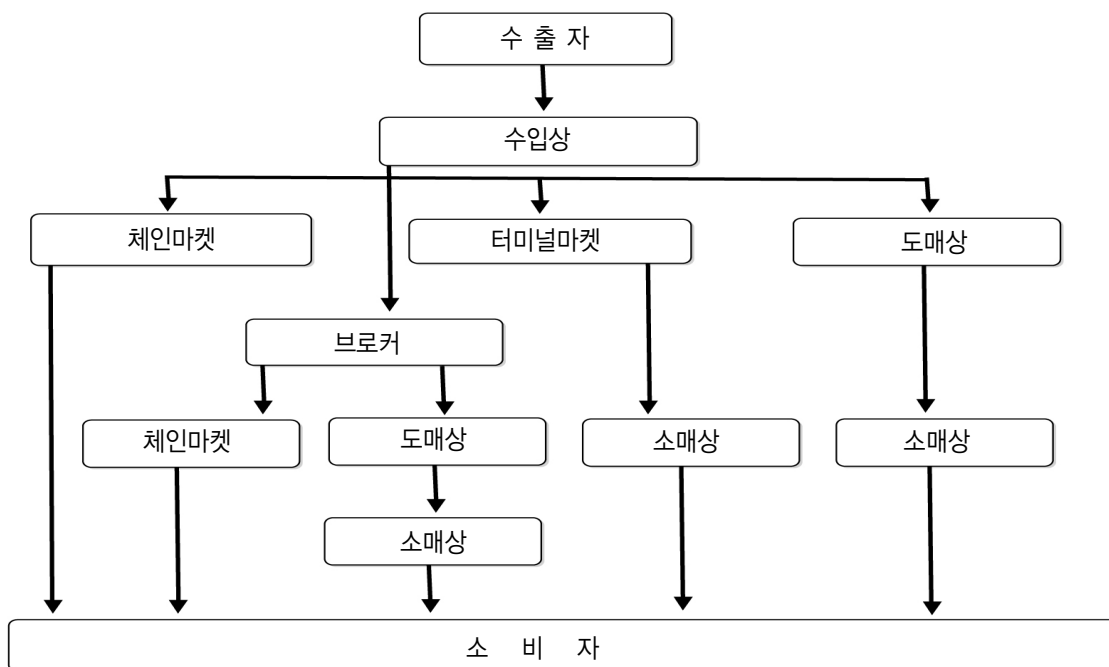 수 출 자
수입상
체인마켓
터미널마켓
도매상
브로커
체인마켓
도매상
소매상
소매상
소매상
소 비 자